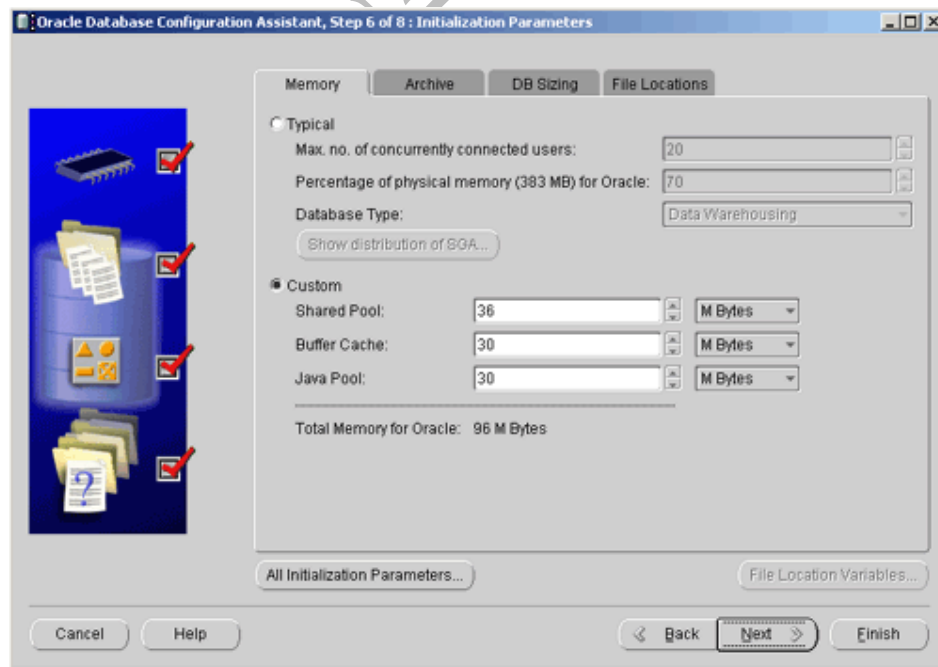 Oracle Database Configuration Assistant, Step 6 of 8 : Initialization Parameters
Memory Archive DB Sizing File Locations
Typical
Max. no. of concurrently connected users: 20
Percentage of physical memory (383 MB) for Oracle: 70
Database Type: Data Warehousing
Show distribution of SGA...
Custom
Shared Pool: 36 M Bytes
Buffer Cache: 30 M Bytes
Java Pool: 30 M Bytes
Total Memory for Oracle: 96 M Bytes
?
All Initialization Parameters... File Location Variables...
Cancel Help Back Next Finish